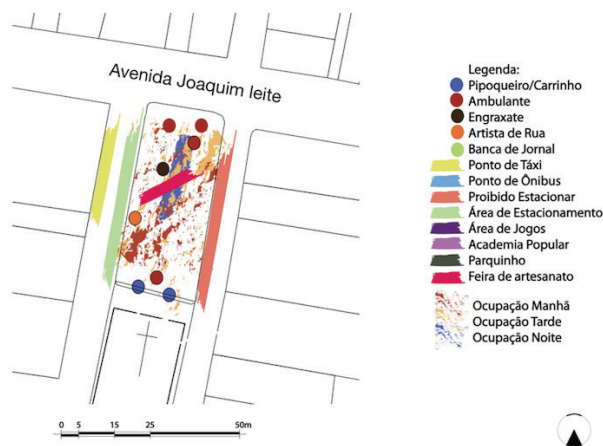 Avenida Joaquim leite
Legenda:
Pipoqueiro/Carrinho
Ambulante
Engraxate
Artista de Rua
Banca de Jornal
Ponto de Táxi
Ponto de Ônibus
Proibido Estacionar
Área de Estacionamento
Área de Jogos
Academia Popular
Parquinho
Feira de artesanato
Ocupação Manhã
Ocupação Tarde
Ocupação Noite
0 5 15 25 50m